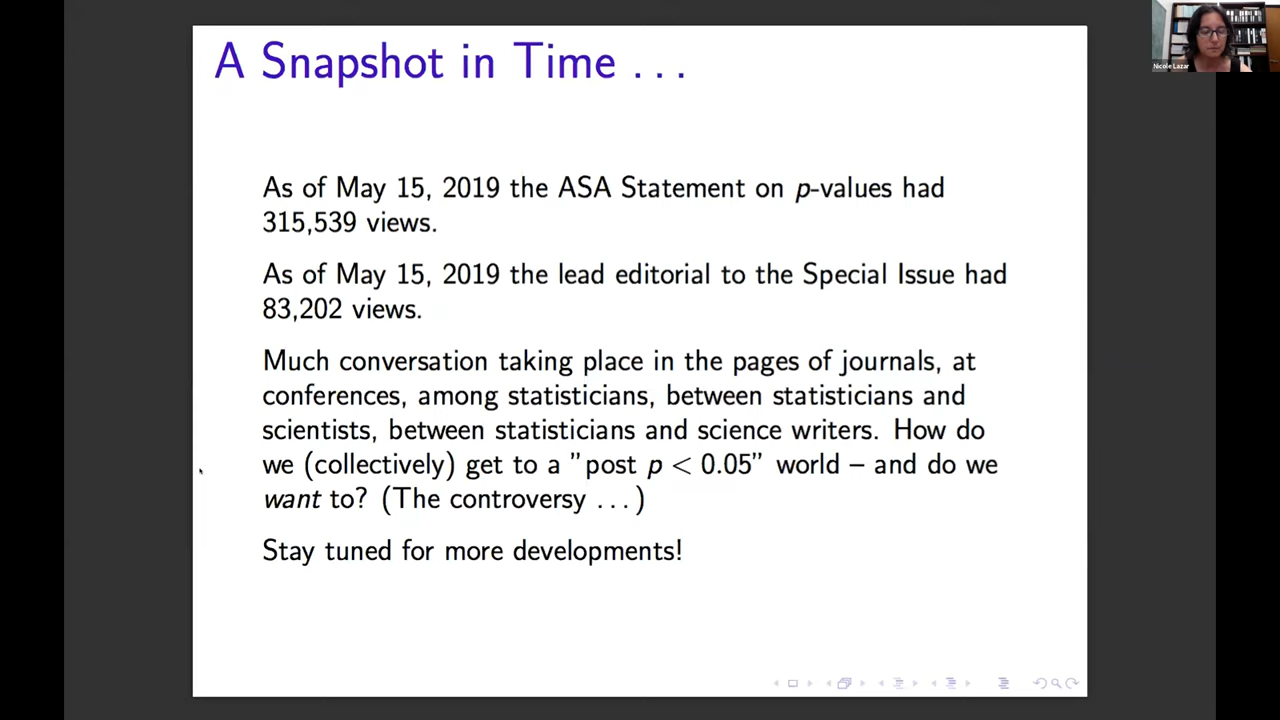 A Snapshot in Time . . .
Nicole Lazar
As of May 15, 2019 the ASA Statement on p-values had
315,539 views.
As of May 15, 2019 the lead editorial to the Special Issue had
83,202 views.
Much conversation taking place in the pages of journals, at
conferences, among statisticians, between statisticians and
scientists, between statisticians and science writers. How do
we (collectively) get to a ”post p < 0.05” world – and do we
want to? (The controversy . . . )
Stay tuned for more developments!